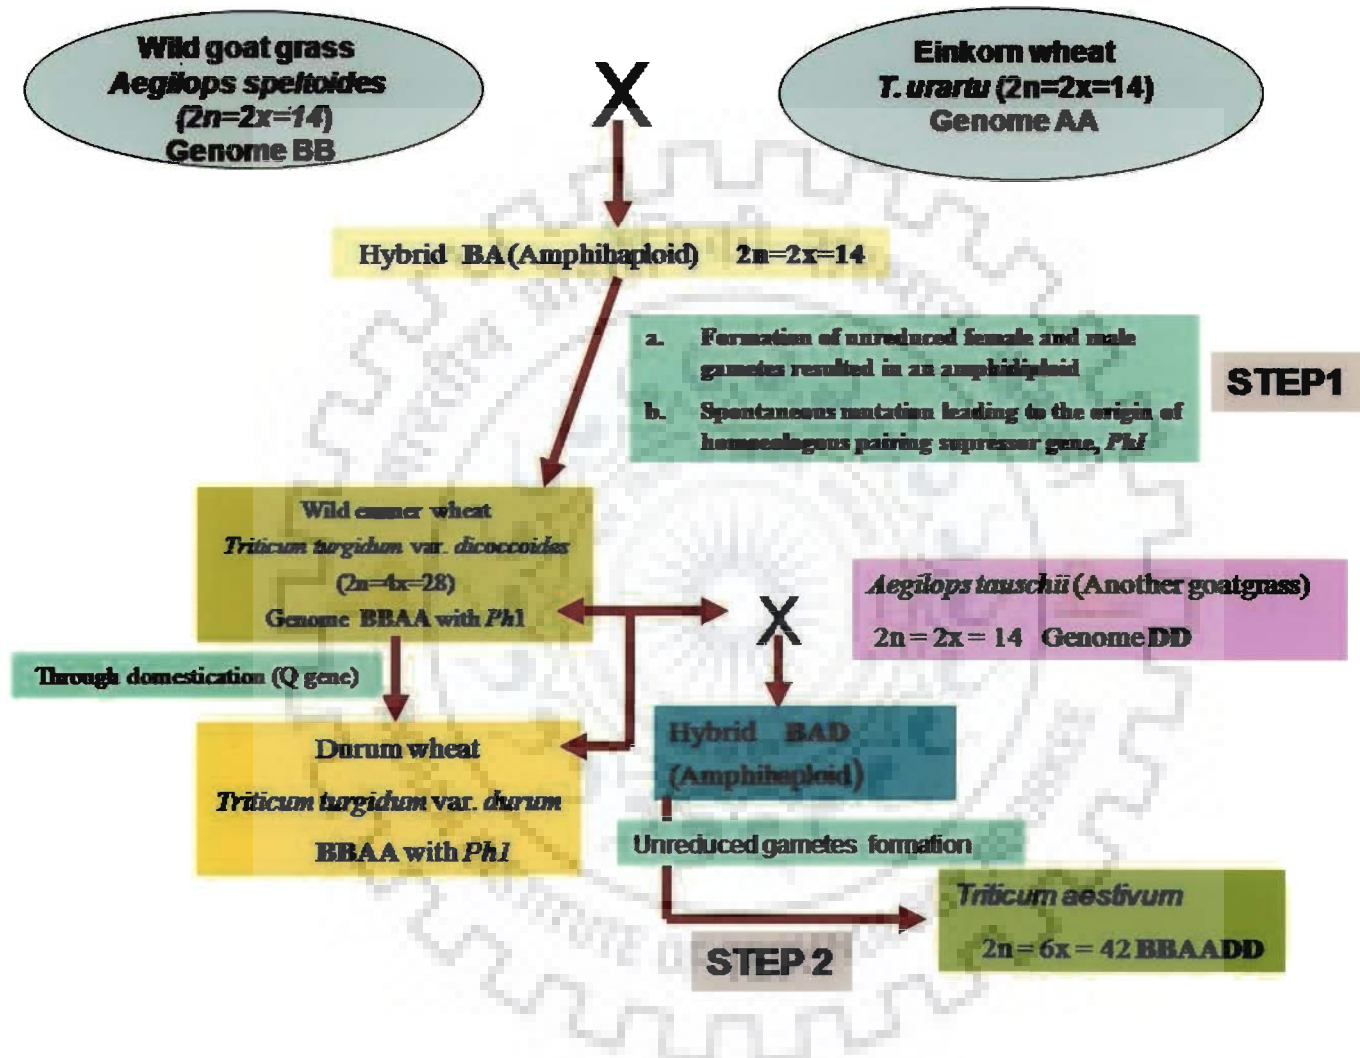 Wild goat grass
Aegilops speltoides
(2n=2x=14)
Genome BB
X
Einkorn wheat
T. urartu (2n=2x=14)
Genome AA
Hybrid BA (Amphihaploid) 2n=2x=14
a. Formation of unreduced female and male
gametes resulted in an amphidiploid
b. Spontaneous mutation leading to the origin of
homoeologous pairing supressor gene, Ph1
STEP1
Wild emmer wheat
Triticum turgidum var. dicoccoides
(2n=4x=28)
Genome BBAA with Ph1
X
Aegilops tauschii (Another goatgrass)
2n = 2x = 14 Genome DD
Through domestication (Q gene)
Durum wheat
Triticum turgidum var. durum
BBAA with Ph1
Hybrid BAD
(Amphihaploid)
Unreduced gametes formation
STEP 2
Triticum aestivum
2n = 6x = 42 BBAADD